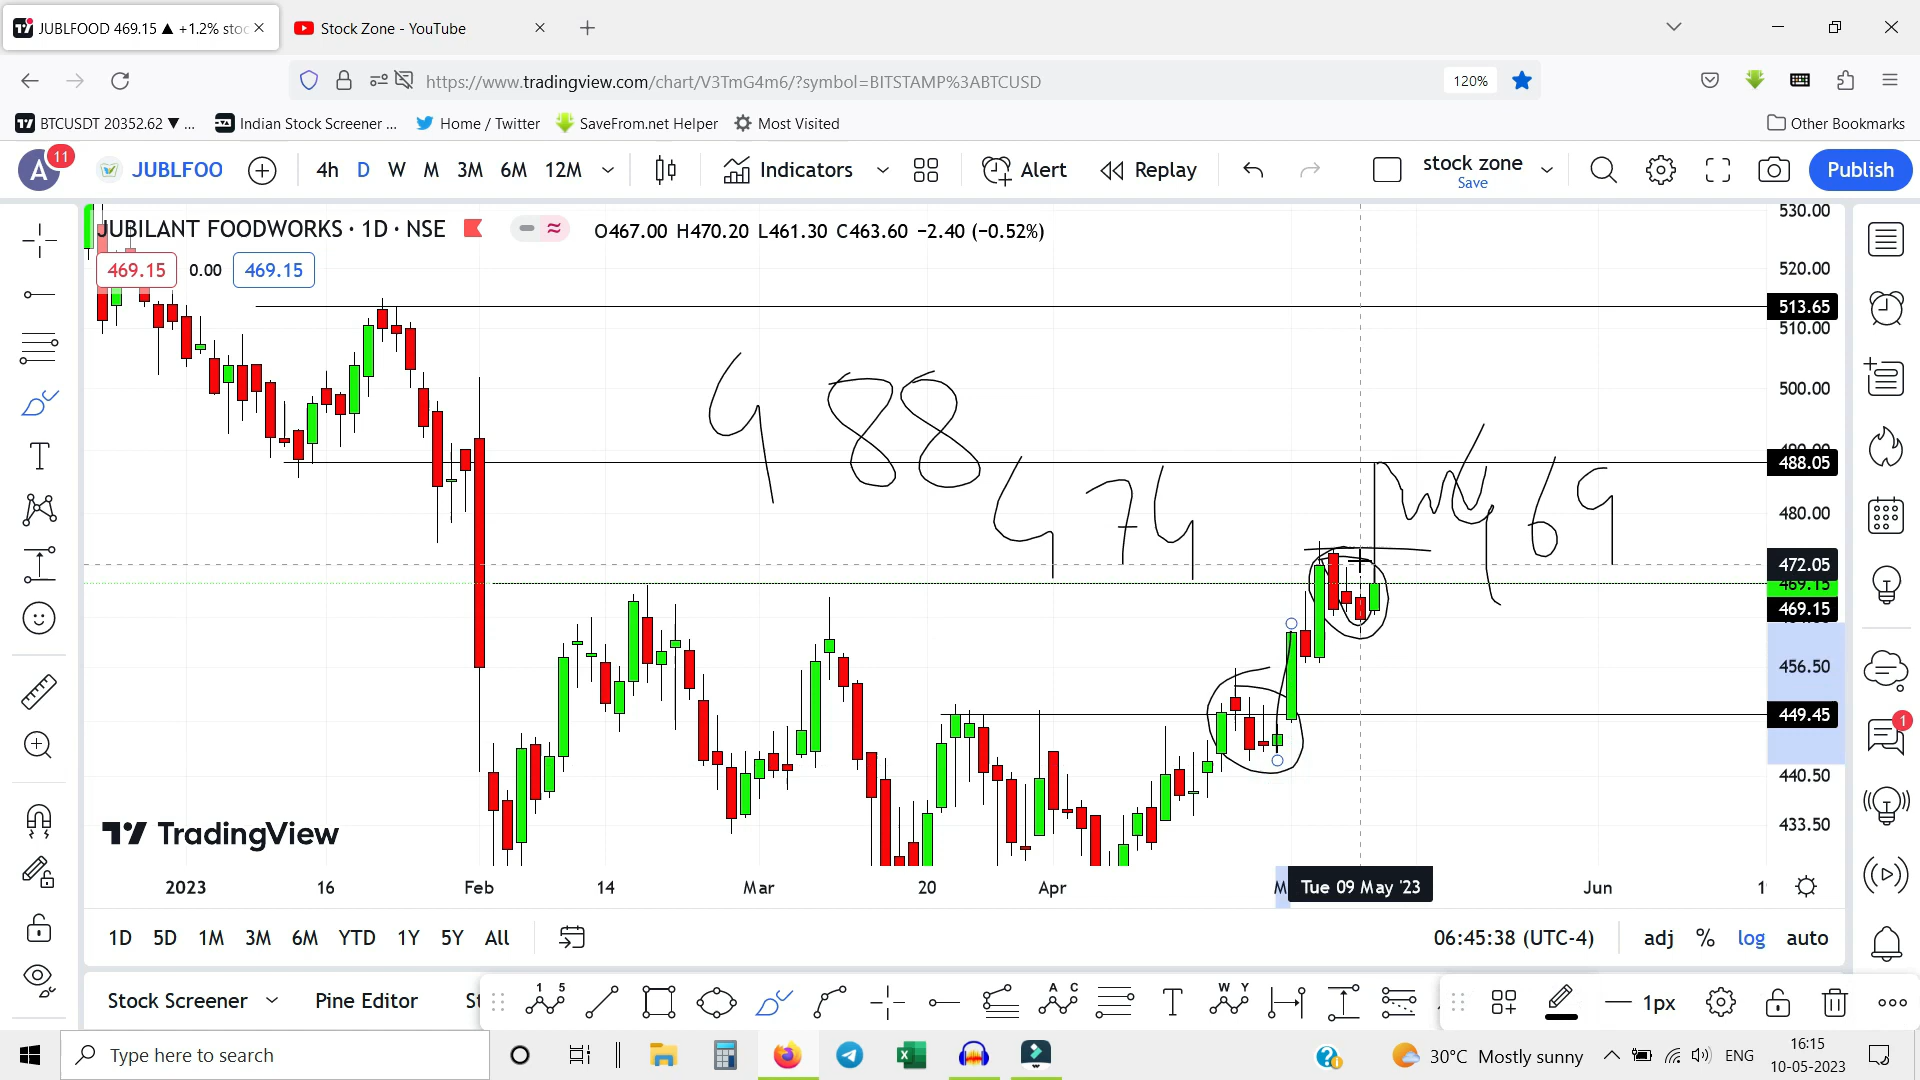 JUBLFOOD 469.15 ▲ +1.2% stoc
Stock Zone - YouTube
https://www.tradingview.com/chart/V3TmG4m6/?symbol=BITSTAMP%3ABTCUSD
120%
BTCUSDT 20352.62 ▼ ...
Indian Stock Screener ...
Home / Twitter
SaveFrom.net Helper
Most Visited
Other Bookmarks
A
11
JUBLFOO
4h D W M 3M 6M 12M
Indicators
Alert
Replay
stock zone
Save
Publish
JUBILANT FOODWORKS · 1D · NSE
O467.00 H470.20 L461.30 C463.60 −2.40 (−0.52%)
469.15 0.00 469.15
530.00
520.00
513.65
510.00
500.00
488.05
480.00
472.05
469.15
469.15
456.50
449.45
440.50
433.50
488
474
469
TradingView
2023 16 Feb 14 Mar 20 Apr
Tue 09 May '23
Jun
1D 5D 1M 3M 6M YTD 1Y 5Y All
06:45:38 (UTC-4)
adj % log auto
1
Stock Screener
Pine Editor
1px
Type here to search
30°C Mostly sunny
ENG
16:15
10-05-2023